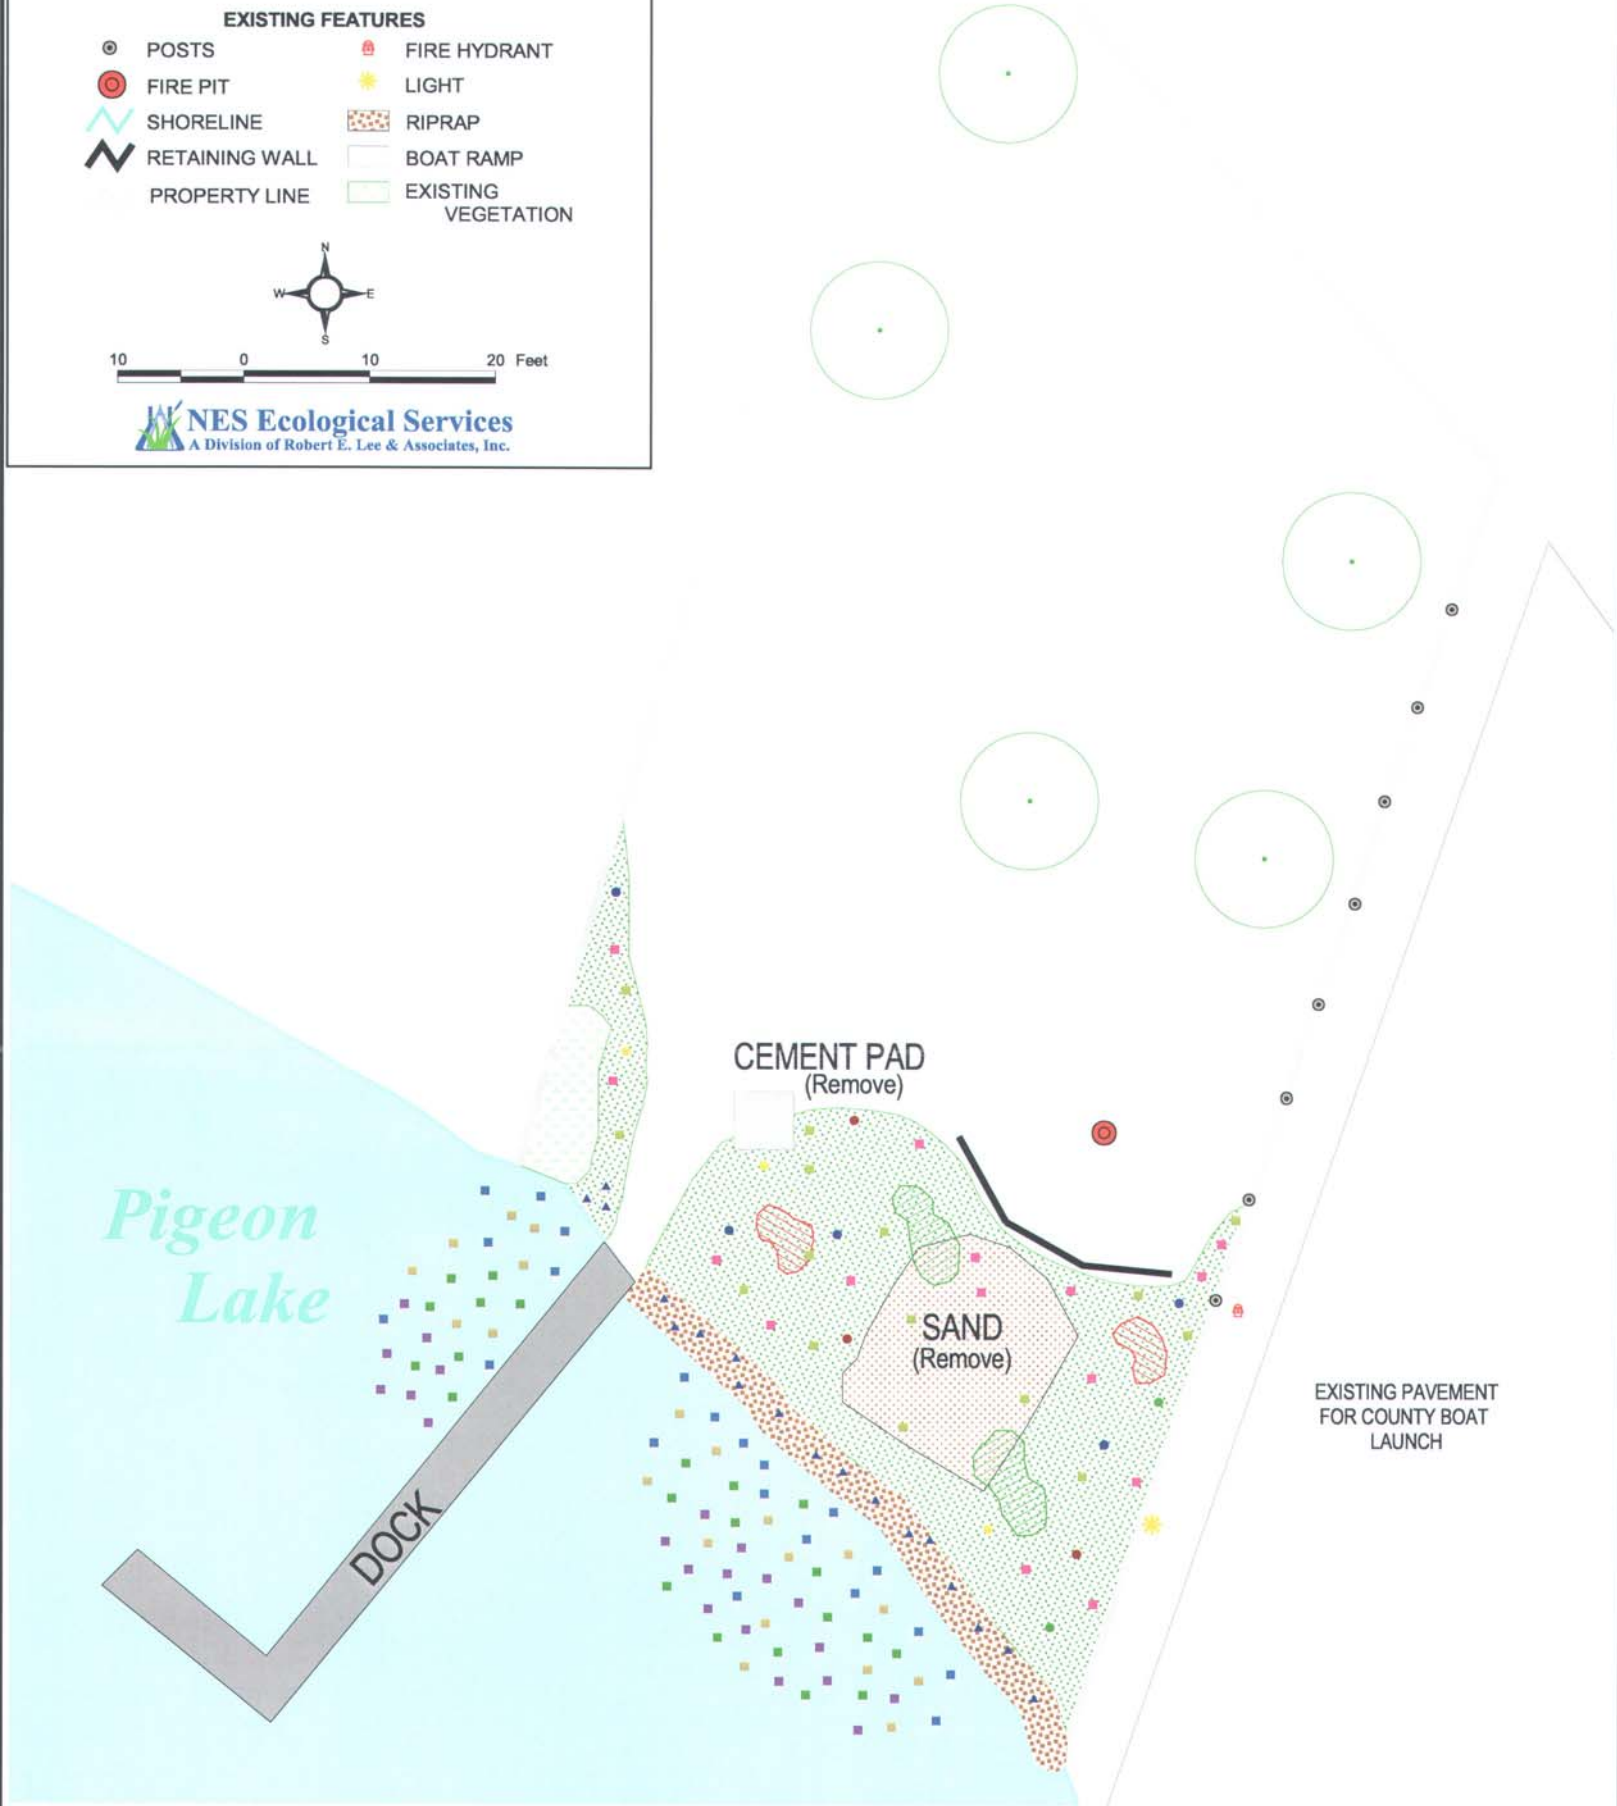 EXISTING FEATURES
POSTS
FIRE HYDRANT
FIRE PIT
LIGHT
SHORELINE
RIPRAP
RETAINING WALL
BOAT RAMP
PROPERTY LINE
EXISTING
VEGETATION
N
W E
S
10 0 10 20 Feet
NES Ecological Services
A Division of Robert E. Lee & Associates, Inc.
CEMENT PAD
(Remove)
Pigeon
Lake
SAND
(Remove)
EXISTING PAVEMENT
FOR COUNTY BOAT
LAUNCH
DOCK